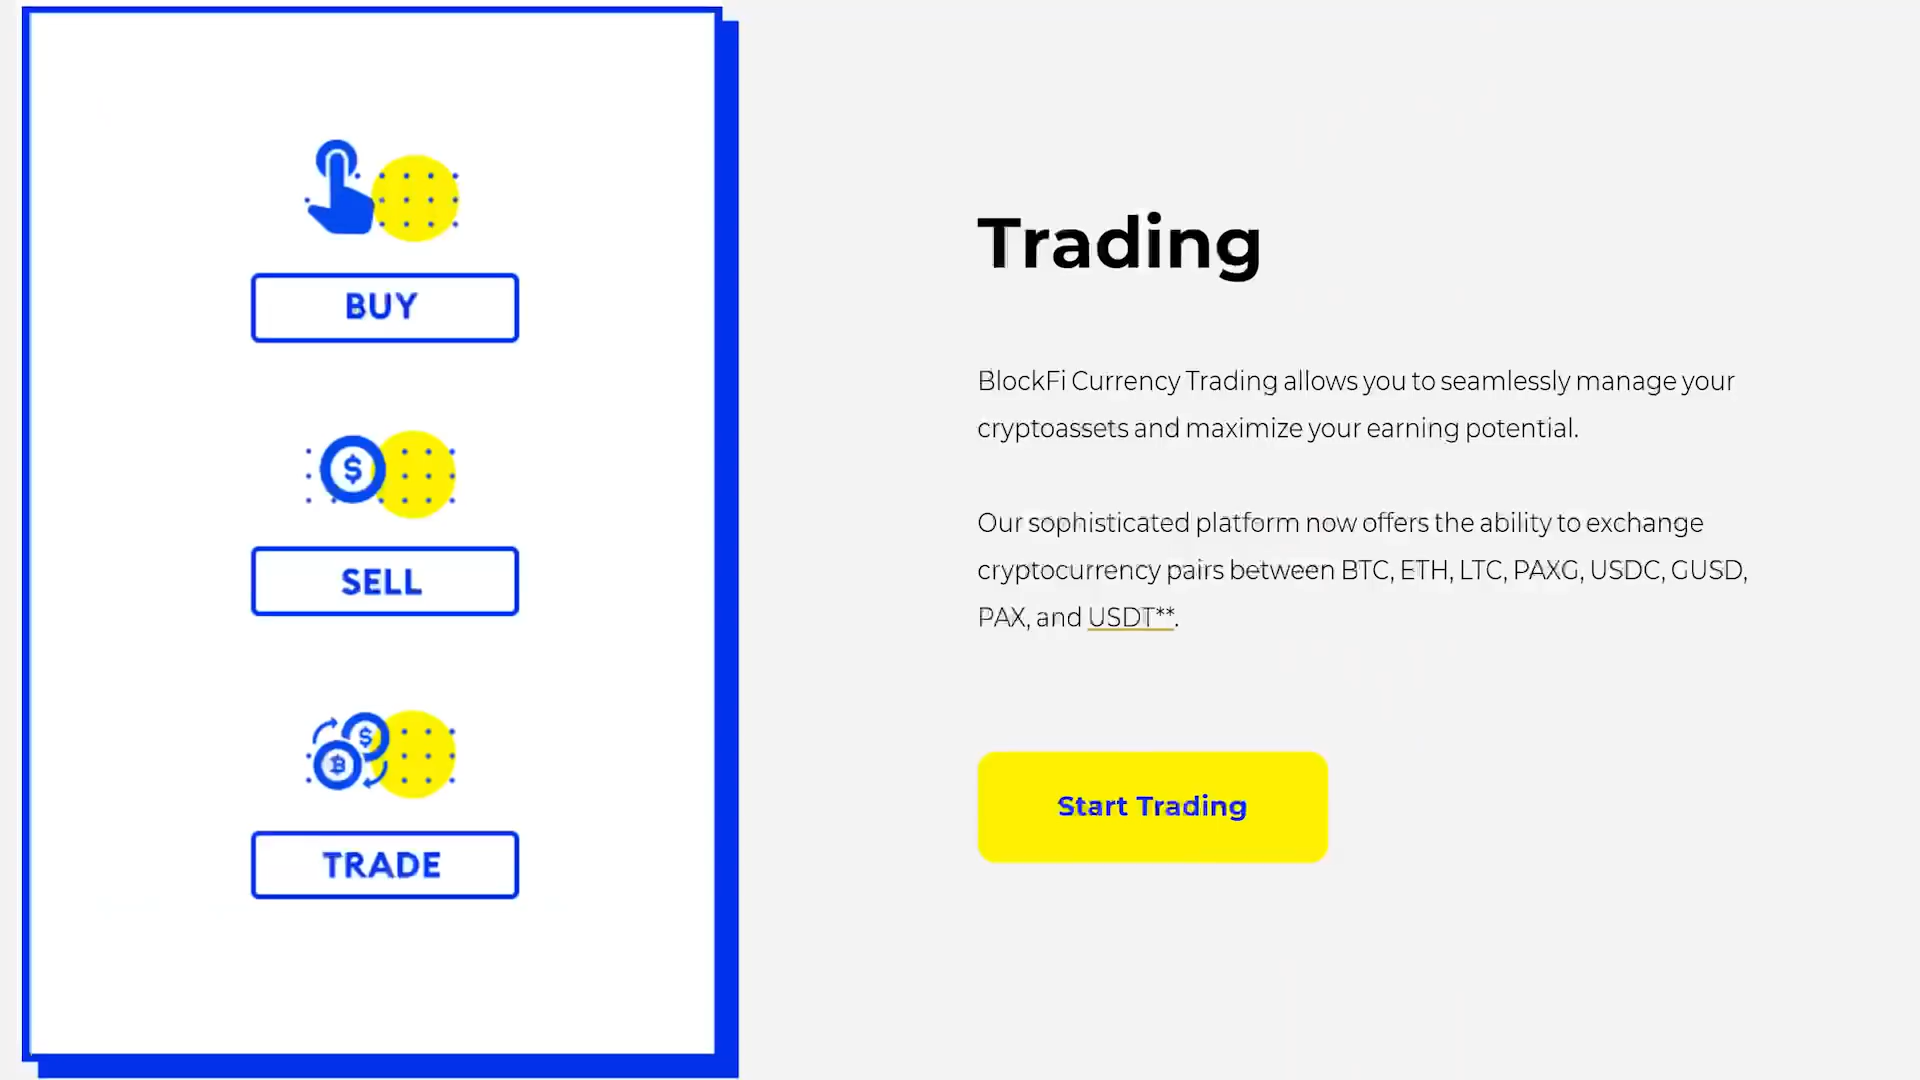 BUY
SELL
TRADE
Trading
BlockFi Currency Trading allows you to seamlessly manage your
cryptoassets and maximize your earning potential.
Our sophisticated platform now offers the ability to exchange
cryptocurrency pairs between BTC, ETH, LTC, PAXG, USDC, GUSD,
PAX, and USDT**.
Start Trading